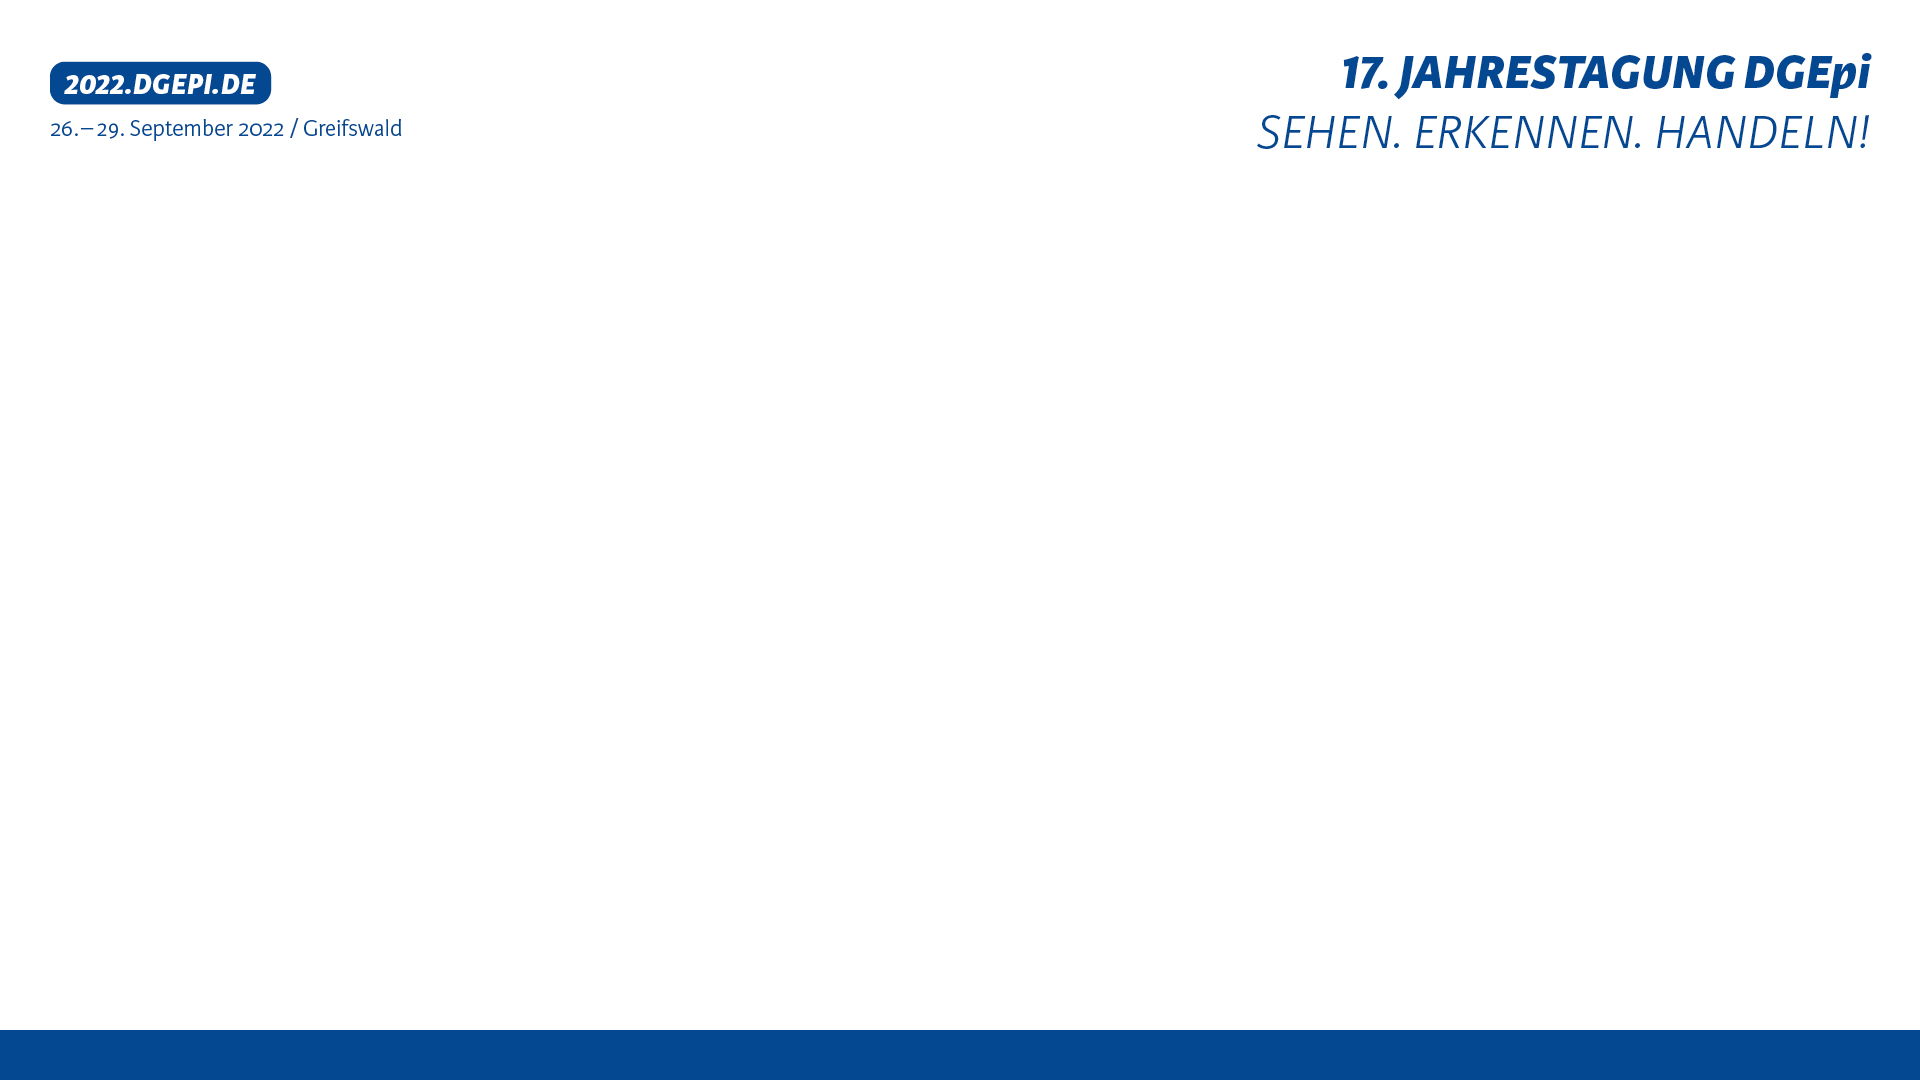 2022.DGEPI.DE
26.–29. September 2022 / Greifswald
17. JAHRESTAGUNG DGEpi
SEHEN. ERKENNEN. HANDELN!